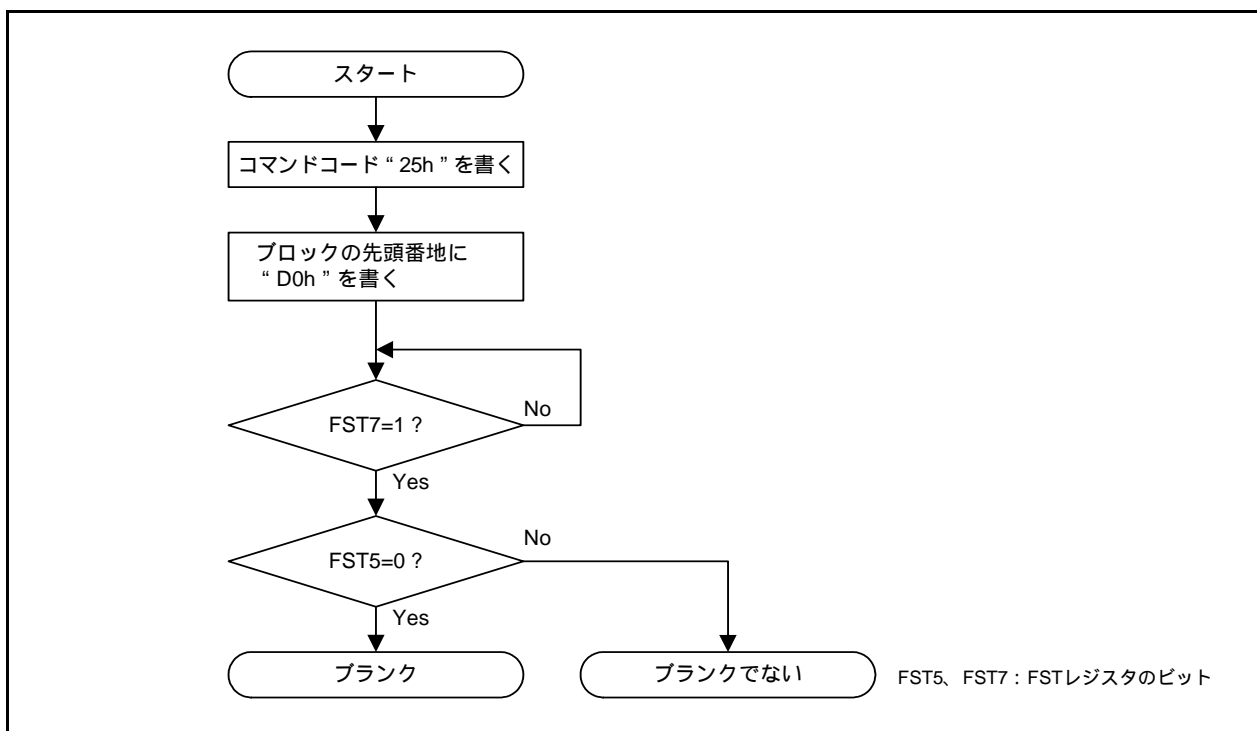 スタート
コマンドコード“25h”を書く
ブロックの先頭番地に
“D0h”を書く
FST7=1 ?
No
Yes
FST5=0 ?
No
Yes
ブランク
ブランクでない
FST5、FST7：FSTレジスタのビット